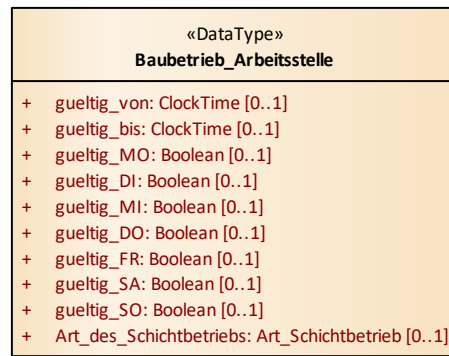 «DataType»
Baubetrieb_Arbeitsstelle
+ gueltig_von: ClockTime [0..1]
+ gueltig_bis: ClockTime [0..1]
+ gueltig_MO: Boolean [0..1]
+ gueltig_DI: Boolean [0..1]
+ gueltig_MI: Boolean [0..1]
+ gueltig_DO: Boolean [0..1]
+ gueltig_FR: Boolean [0..1]
+ gueltig_SA: Boolean [0..1]
+ gueltig_SO: Boolean [0..1]
+ Art_des_Schichtbetriebs: Art_Schichtbetrieb [0..1]